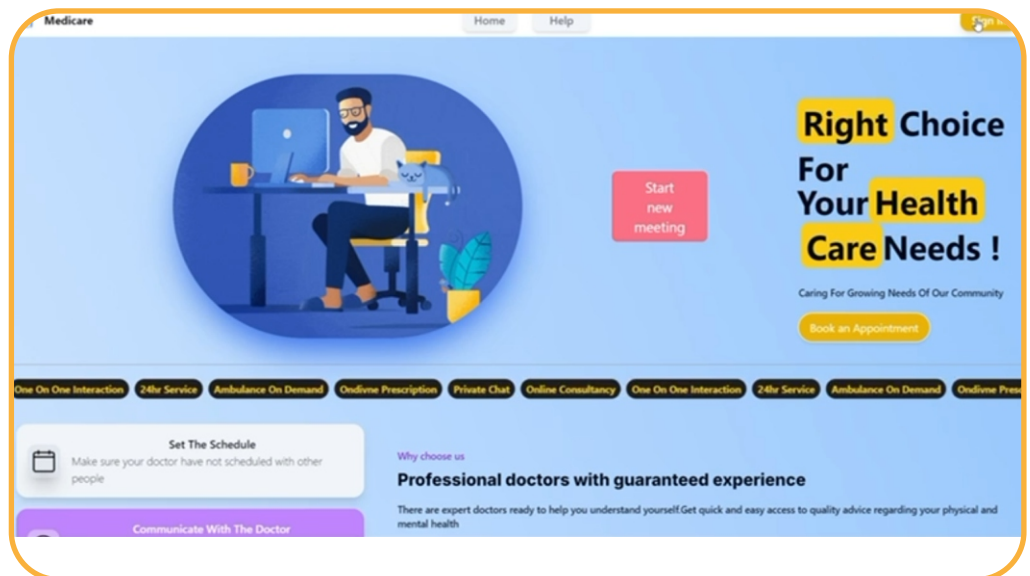 Medicare
Home
Help
Sign In
Right Choice
For
Your Health
Care Needs !
Start
new
meeting
Caring For Growing Needs Of Our Community
Book an Appointment
One On One Interaction 24hr Service Ambulance On Demand Ondivne Prescription Private Chat Online Consultancy One On One Interaction 24hr Service Ambulance On Demand Ondivne
Set The Schedule
Make sure your doctor have not scheduled with other
people
Communicate With The Doctor
Why choose us
Professional doctors with guaranteed experience
There are expert doctors ready to help you understand yourself.Get quick and easy access to quality advice regarding your physical and
mental health